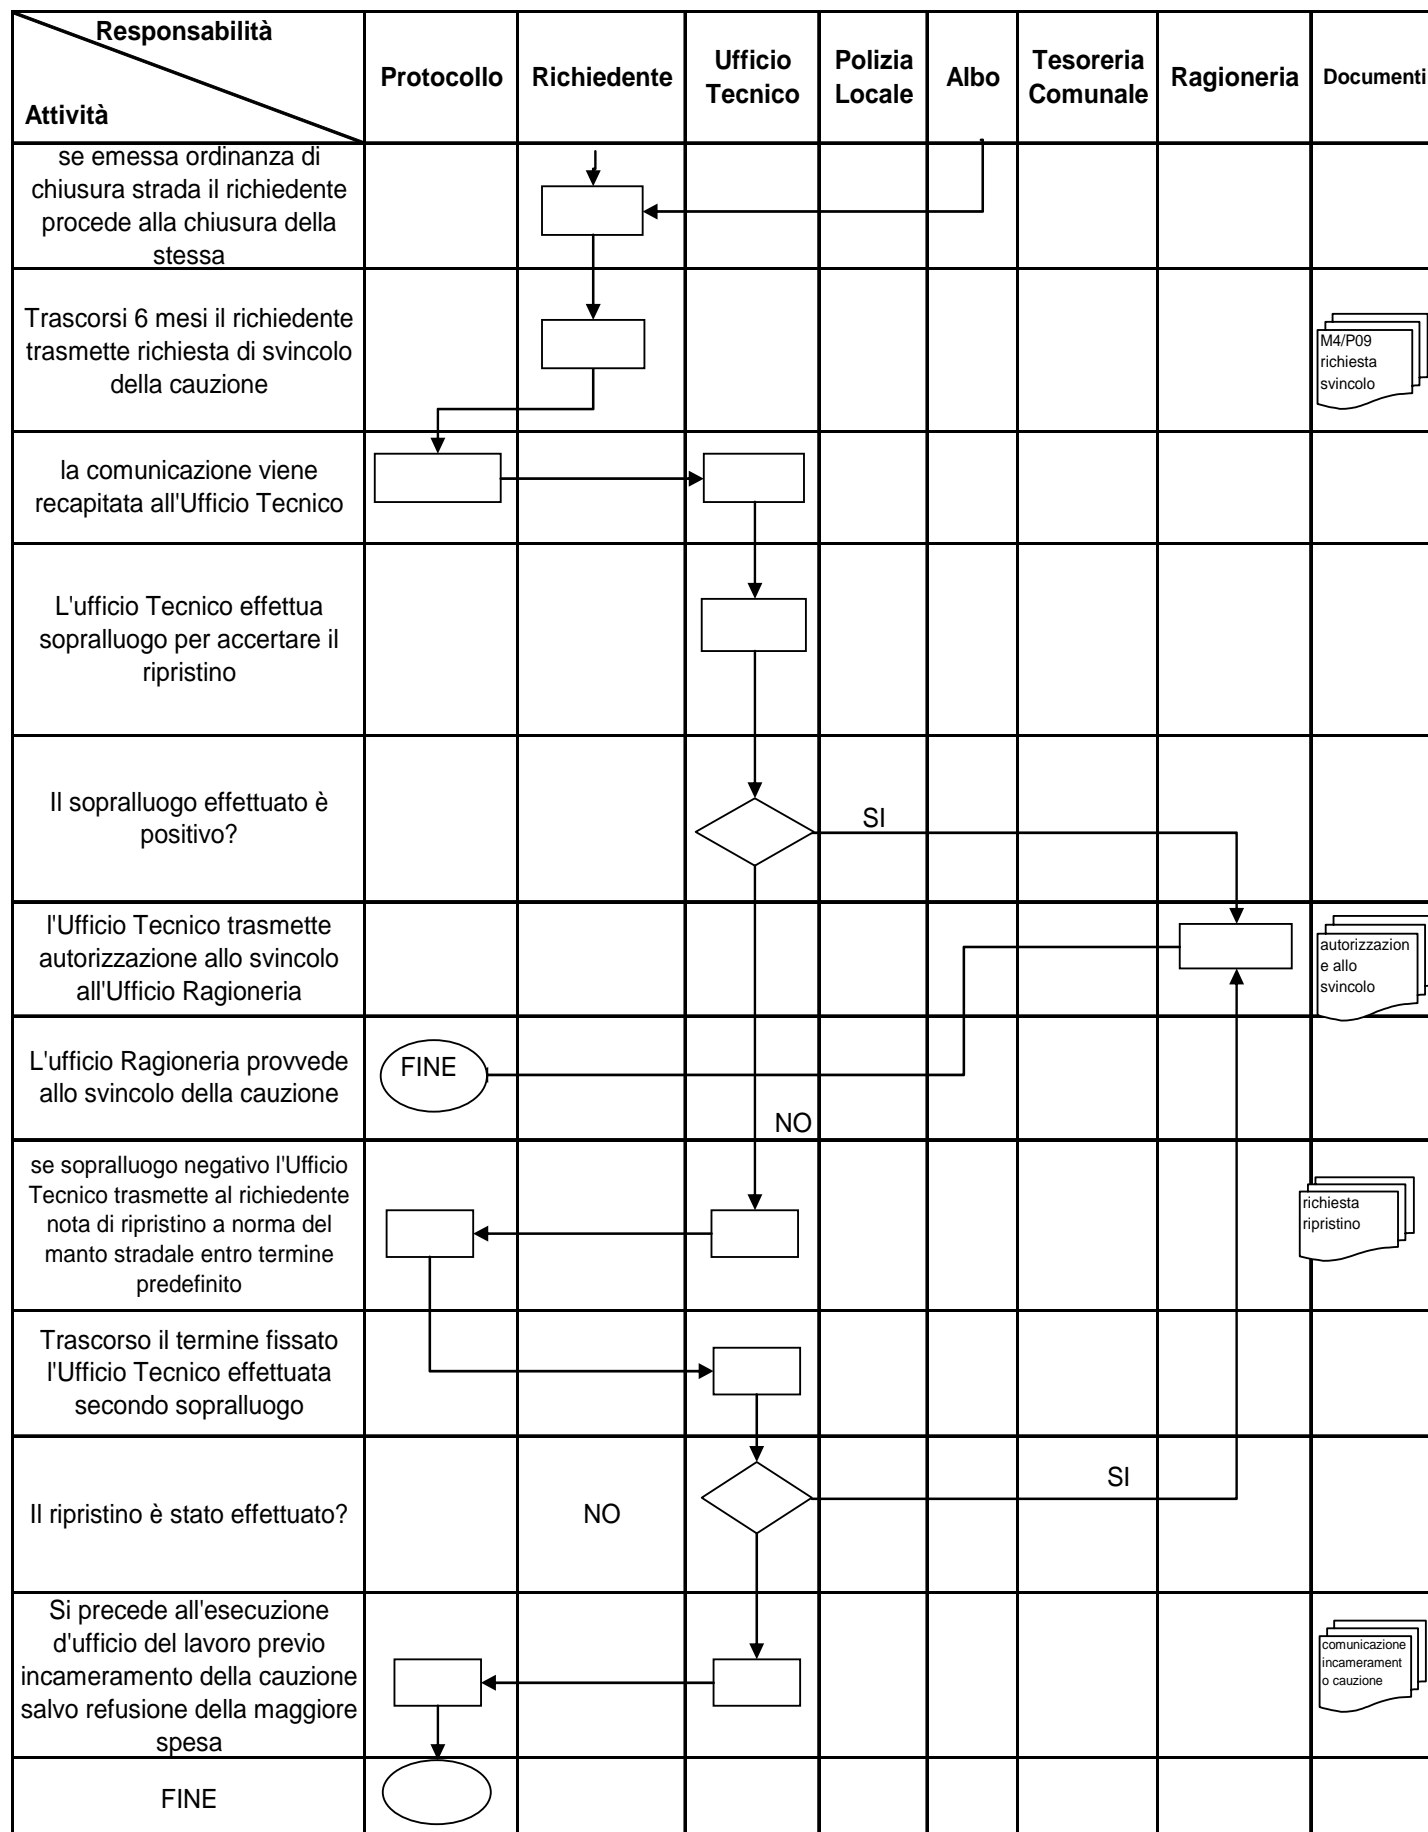 Responsabilità
Attività
Protocollo
Richiedente
Ufficio
Tecnico
Polizia
Locale
Albo
Tesoreria
Comunale
Ragioneria
Documenti
se emessa ordinanza di
chiusura strada il richiedente
procede alla chiusura della
stessa
Trascorsi 6 mesi il richiedente
trasmette richiesta di svincolo
della cauzione
M4/P09
richiesta
svincolo
la comunicazione viene
recapitata all'Ufficio Tecnico
L'ufficio Tecnico effettua
sopralluogo per accertare il
ripristino
Il sopralluogo effettuato è
positivo?
SI
l'Ufficio Tecnico trasmette
autorizzazione allo svincolo
all'Ufficio Ragioneria
autorizzazion
e allo
svincolo
L'ufficio Ragioneria provvede
allo svincolo della cauzione
FINE
NO
se sopralluogo negativo l'Ufficio
Tecnico trasmette al richiedente
nota di ripristino a norma del
manto stradale entro termine
predefinito
richiesta
ripristino
Trascorso il termine fissato
l'Ufficio Tecnico effettuata
secondo sopralluogo
Il ripristino è stato effettuato?
NO
SI
Si precede all'esecuzione
d'ufficio del lavoro previo
incameramento della cauzione
salvo refusione della maggiore
spesa
comunicazione
incamerament
o cauzione
FINE